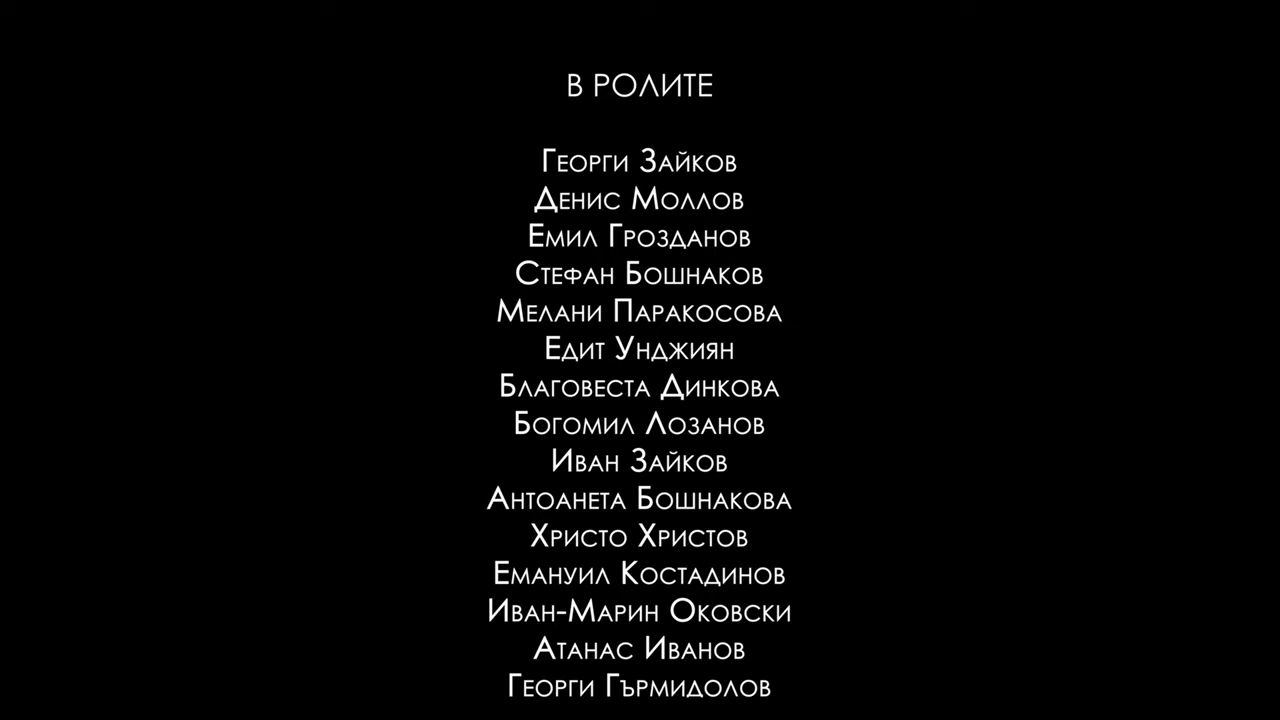 В РОЛИТЕ
Георги Зайков
Денис Моллов
Емил Грозданов
Стефан Бошнаков
Мелани Паракосова
Едит Унджиян
Благовеста Динкова
Богомил Лозанов
Иван Зайков
Антоанета Бошнакова
Христо Христов
Емануил Костадинов
Иван-Марин Оковски
Атанас Иванов
Георги Гърмидолов